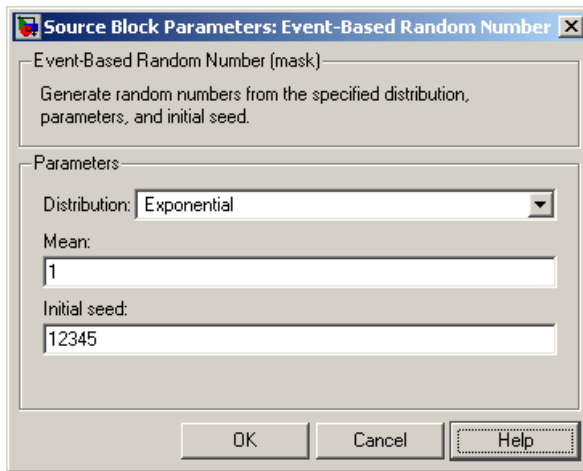 Source Block Parameters: Event-Based Random Number
Event-Based Random Number (mask)
Generate random numbers from the specified distribution,
parameters, and initial seed.
Parameters
Distribution: Exponential
Mean:
1
Initial seed:
12345
OK Cancel Help